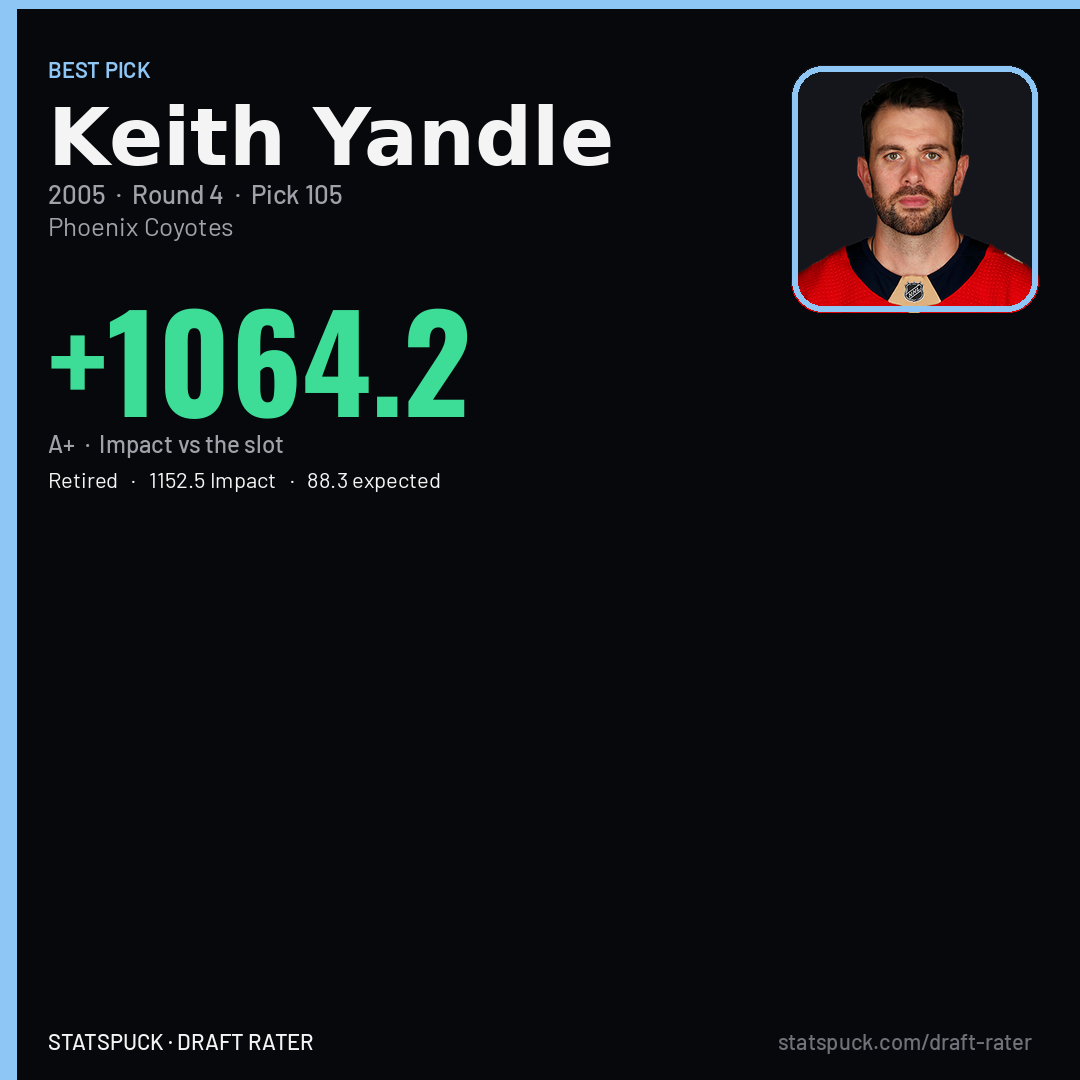 BEST PICK
Keith Yandle
2005 · Round 4 · Pick 105
Phoenix Coyotes
+1064.2
A+ · Impact vs the slot
Retired · 1152.5 Impact · 88.3 expected
STATSPUCK · DRAFT RATER
statspuck.com/draft-rater